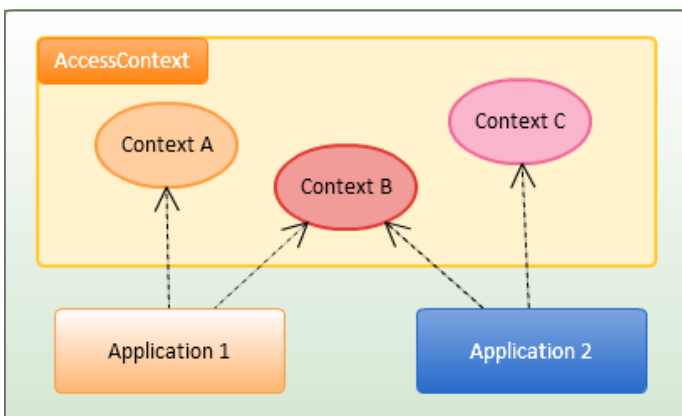 AccessContext
Context A
Context B
Context C
Application 1
Application 2